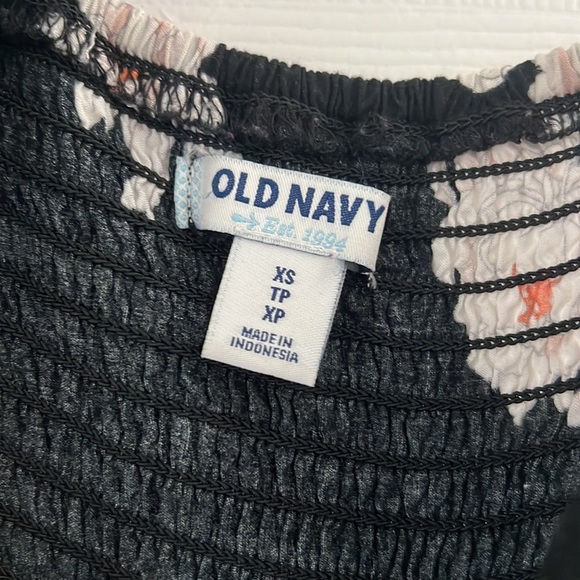 OLD NAVY
Est. 1994
XS
TP
XP
MADE IN
INDONESIA